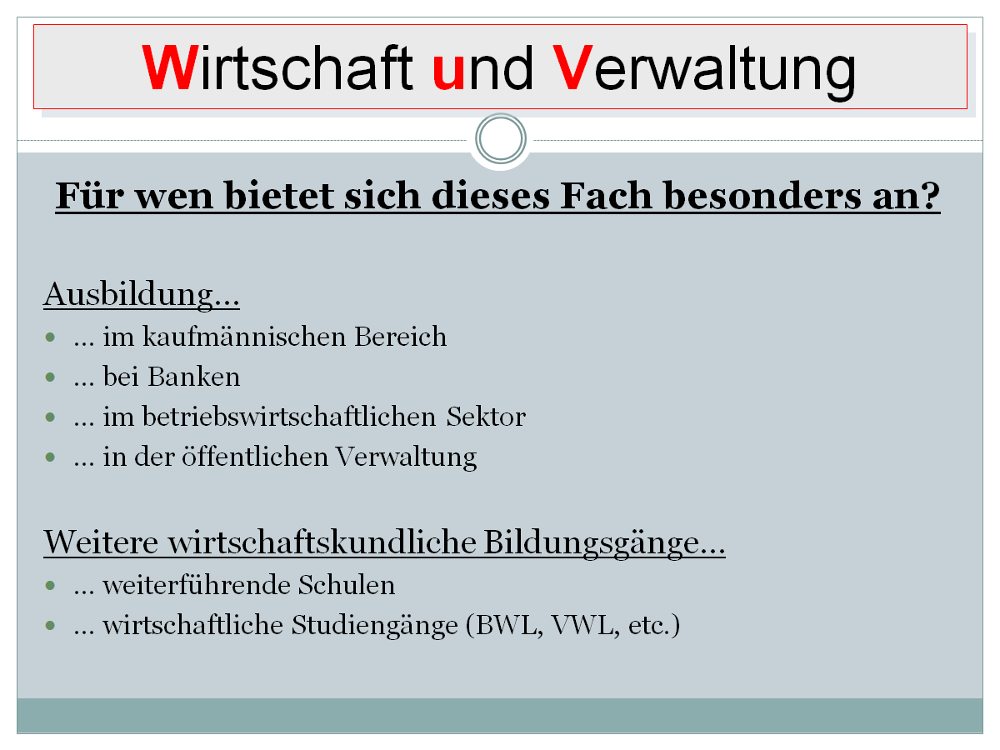 Wirtschaft und Verwaltung
Für wen bietet sich dieses Fach besonders an?
Ausbildung…
• … im kaufmännischen Bereich
• … bei Banken
• … im betriebswirtschaftlichen Sektor
• … in der öffentlichen Verwaltung
Weitere wirtschaftskundliche Bildungsgänge…
• … weiterführende Schulen
• … wirtschaftliche Studiengänge (BWL, VWL, etc.)